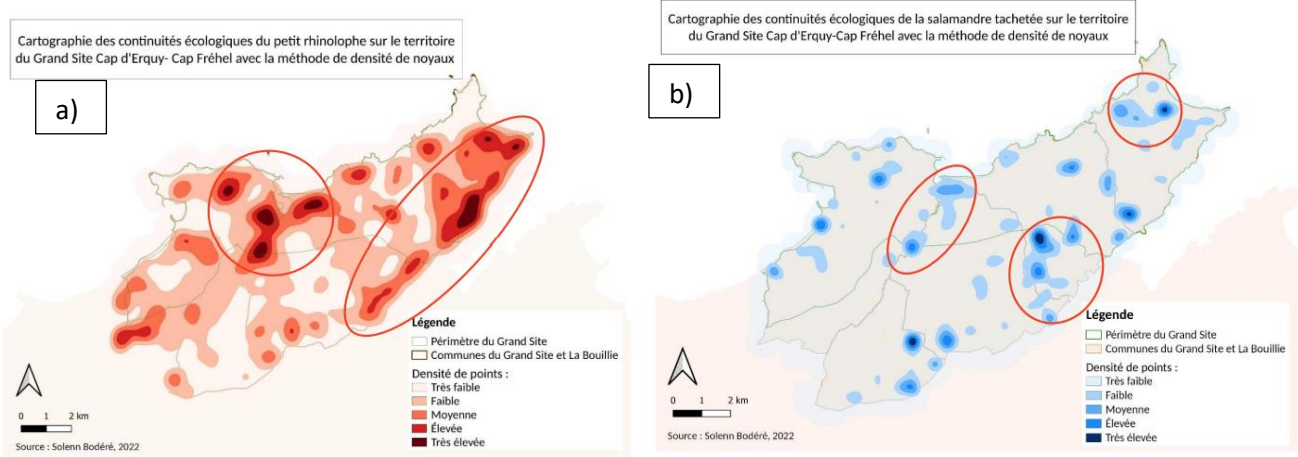 Cartographie des continuités écologiques du petit rhinolophe sur le territoire
du Grand Site Cap d'Erquy- Cap Fréhel avec la méthode de densité de noyaux
a)
Légende
Périmètre du Grand Site
Communes du Grand Site et La Bouillie
Densité de points :
Très faible
Faible
Moyenne
Élevée
Très élevée
0 1 2 km
Source : Solenn Bodéré, 2022
Cartographie des continuités écologiques de la salamandre tachetée sur le territoire
du Grand Site Cap d'Erquy-Cap Fréhel avec la méthode de densité de noyaux
b)
Légende
Périmètre du Grand Site
Communes du Grand Site et La Bouillie
Densité de points :
Très faible
Faible
Moyenne
Élevée
Très élevée
0 1 2 km
Source : Solenn Bodéré, 2022